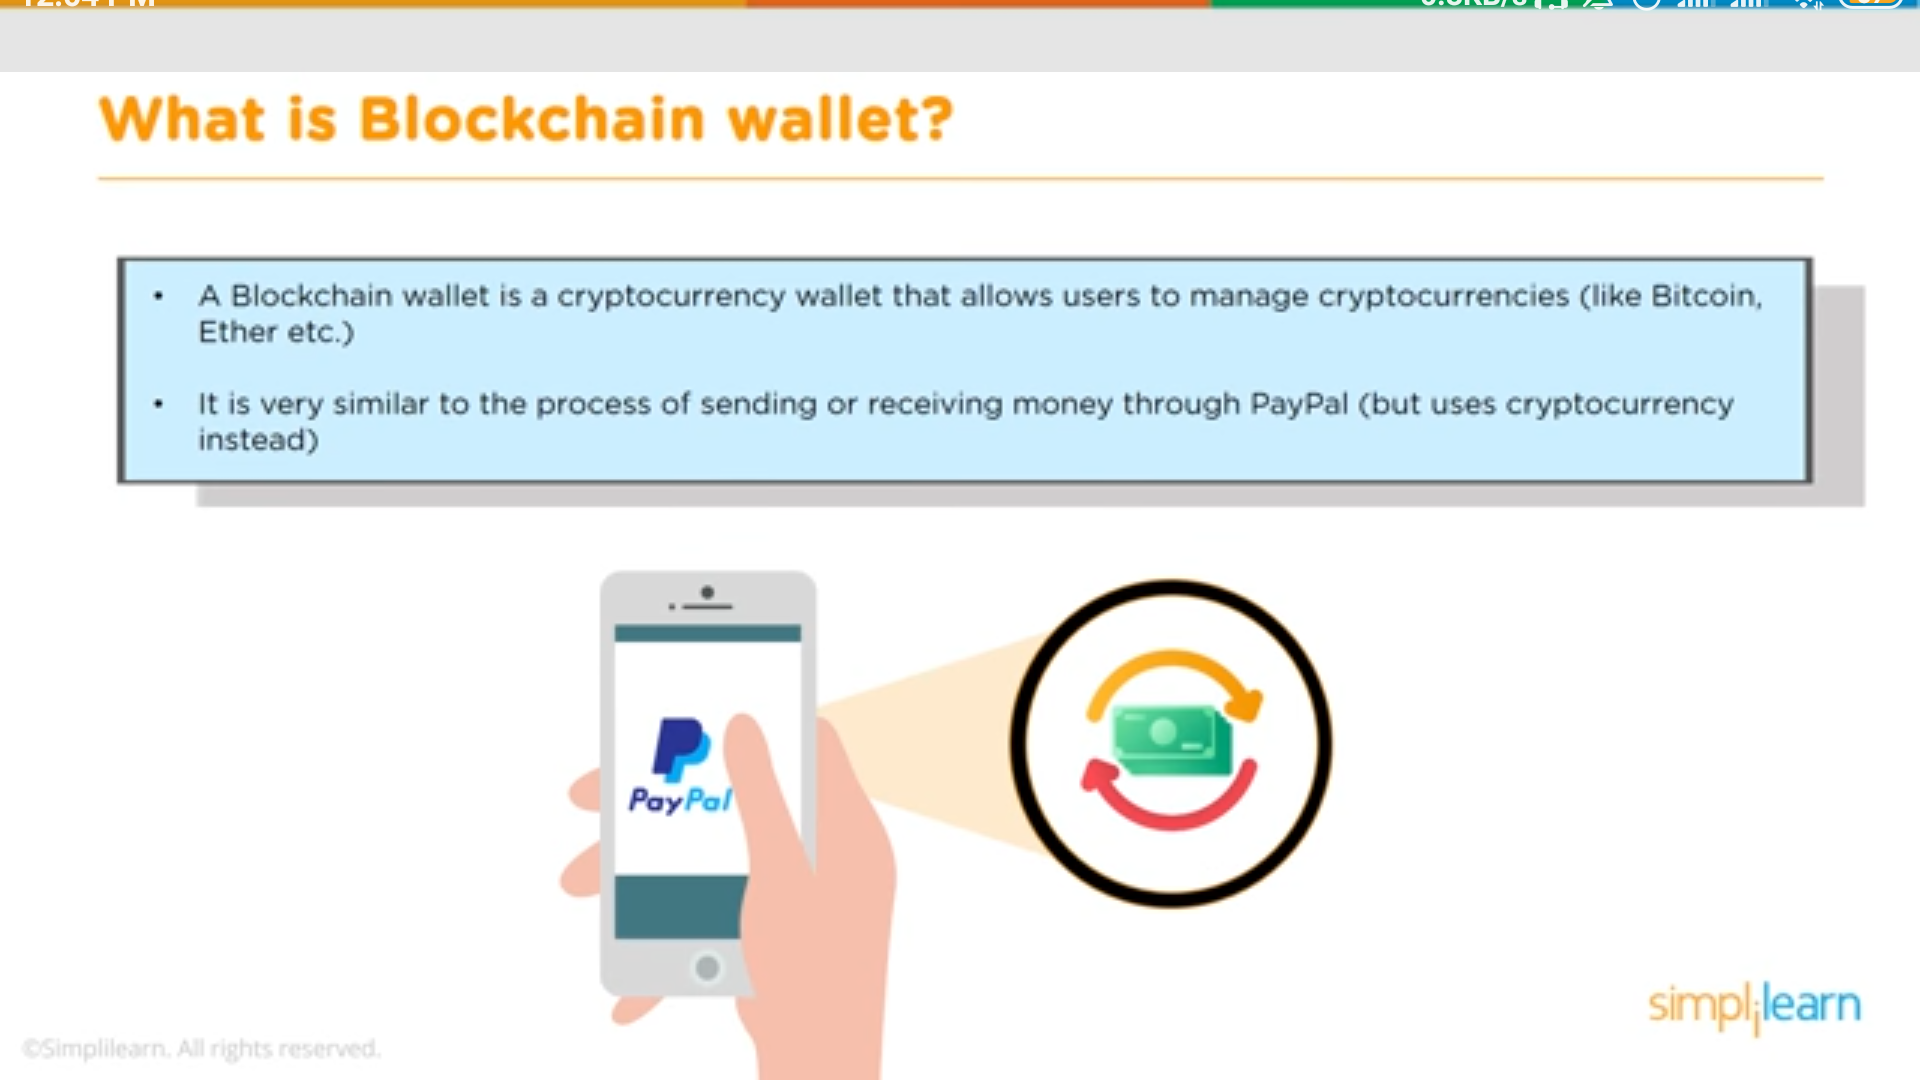 What is Blockchain wallet?
• A Blockchain wallet is a cryptocurrency wallet that allows users to manage cryptocurrencies (like Bitcoin,
Ether etc.)
• It is very similar to the process of sending or receiving money through PayPal (but uses cryptocurrency
instead)
PayPal
simplilearn
©Simplilearn. All rights reserved.